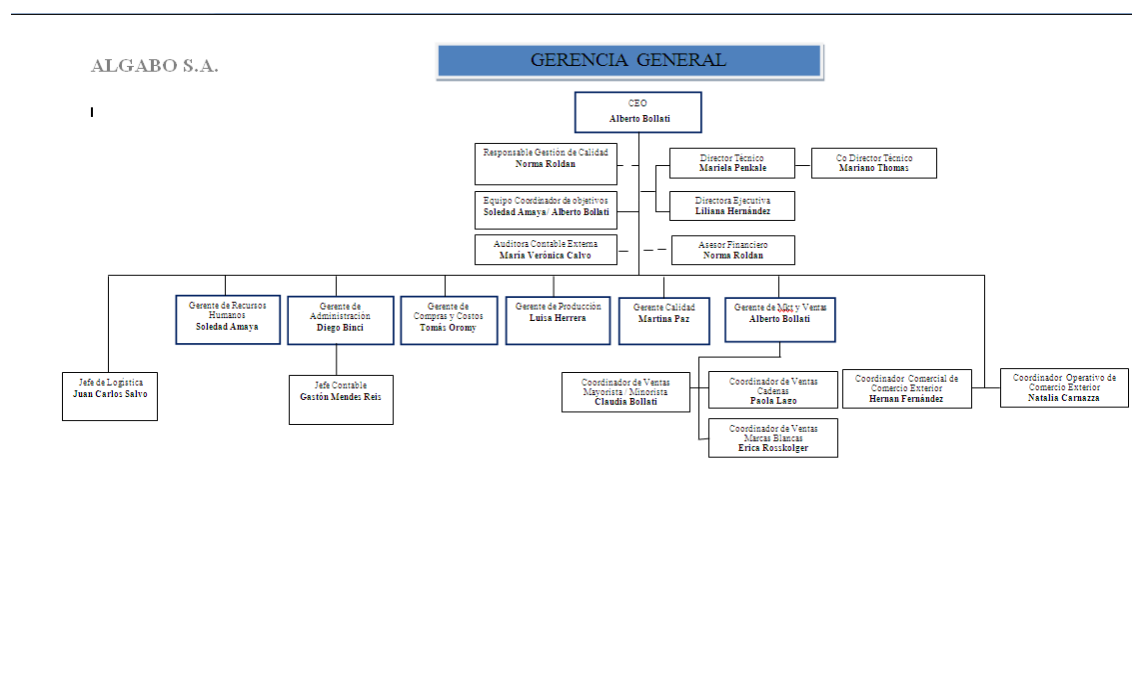 ALGABO S.A.
GERENCIA GENERAL
CEO
Alberto Bollati
Responsable Gestión de Calidad
Norma Roldan
Director Técnico
Mariela Penkale
Co Director Técnico
Mariano Thomas
Equipo Coordinador de objetivos
Soledad Amaya/ Alberto Bollati
Directora Ejecutiva
Liliana Hernández
Auditora Contable Externa
María Verónica Calvo
Asesor Financiero
Norma Roldan
Gerente de Recursos
Humanos
Soledad Amaya
Gerente de
Administración
Diego Binci
Gerente de
Compras y Costos
Tomás Oromy
Gerente de Producción
Luisa Herrera
Gerente Calidad
Martina Paz
Gerente de Mkt y Ventas
Alberto Bollati
Jefe de Logística
Juan Carlos Salvo
Jefe Contable
Gastón Mendes Reis
Coordinador de Ventas
Mayorista / Minorista
Claudia Bollati
Coordinador de Ventas
Cadenas
Paola Lago
Coordinador Comercial de
Comercio Exterior
Hernan Fernández
Coordinador Operativo de
Comercio Exterior
Natalia Carnazza
Coordinador de Ventas
Marcas Blancas
Erica Rosskolger